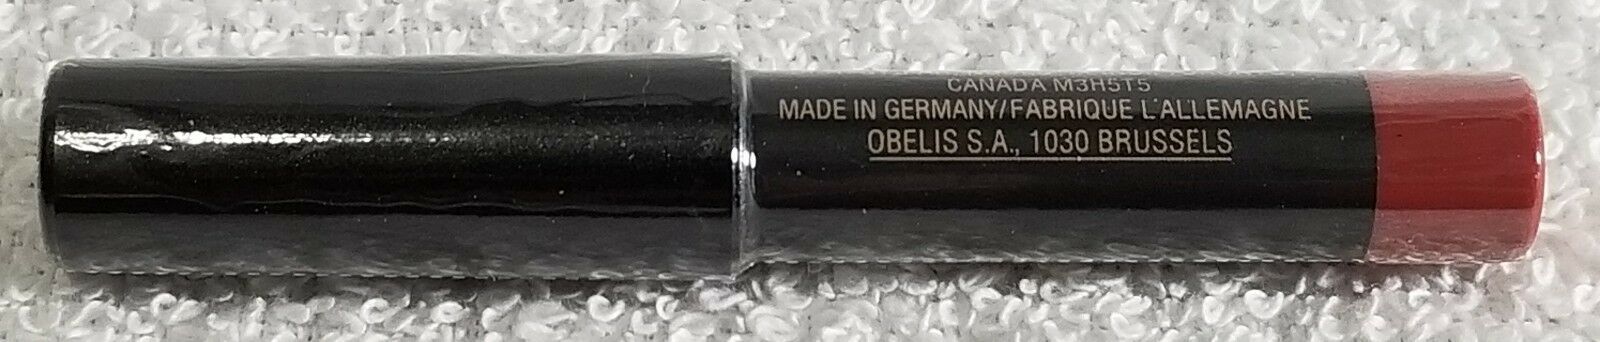 CANADA M3H5T5
MADE IN GERMANY/FABRIQUE L'ALLEMAGNE
OBELIS S.A., 1030 BRUSSELS